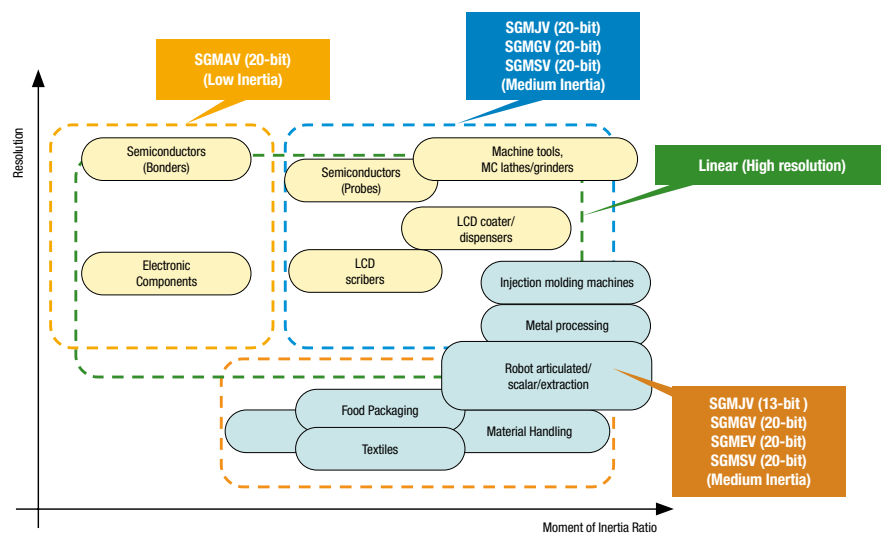 SGMAV (20-bit)
(Low Inertia)
SGMJV (20-bit)
SGMGV (20-bit)
SGMSV (20-bit)
(Medium Inertia)
Resolution
Semiconductors
(Bonders)
Machine tools,
MC lathes/grinders
Semiconductors
(Probes)
Linear (High resolution)
LCD coater/
dispensers
Electronic
Components
LCD
scribers
Injection molding machines
Metal processing
Robot articulated/
scalar/extraction
Food Packaging
Material Handling
Textiles
SGMJV (13-bit )
SGMGV (20-bit)
SGMEV (20-bit)
SGMSV (20-bit)
(Medium Inertia)
Moment of Inertia Ratio